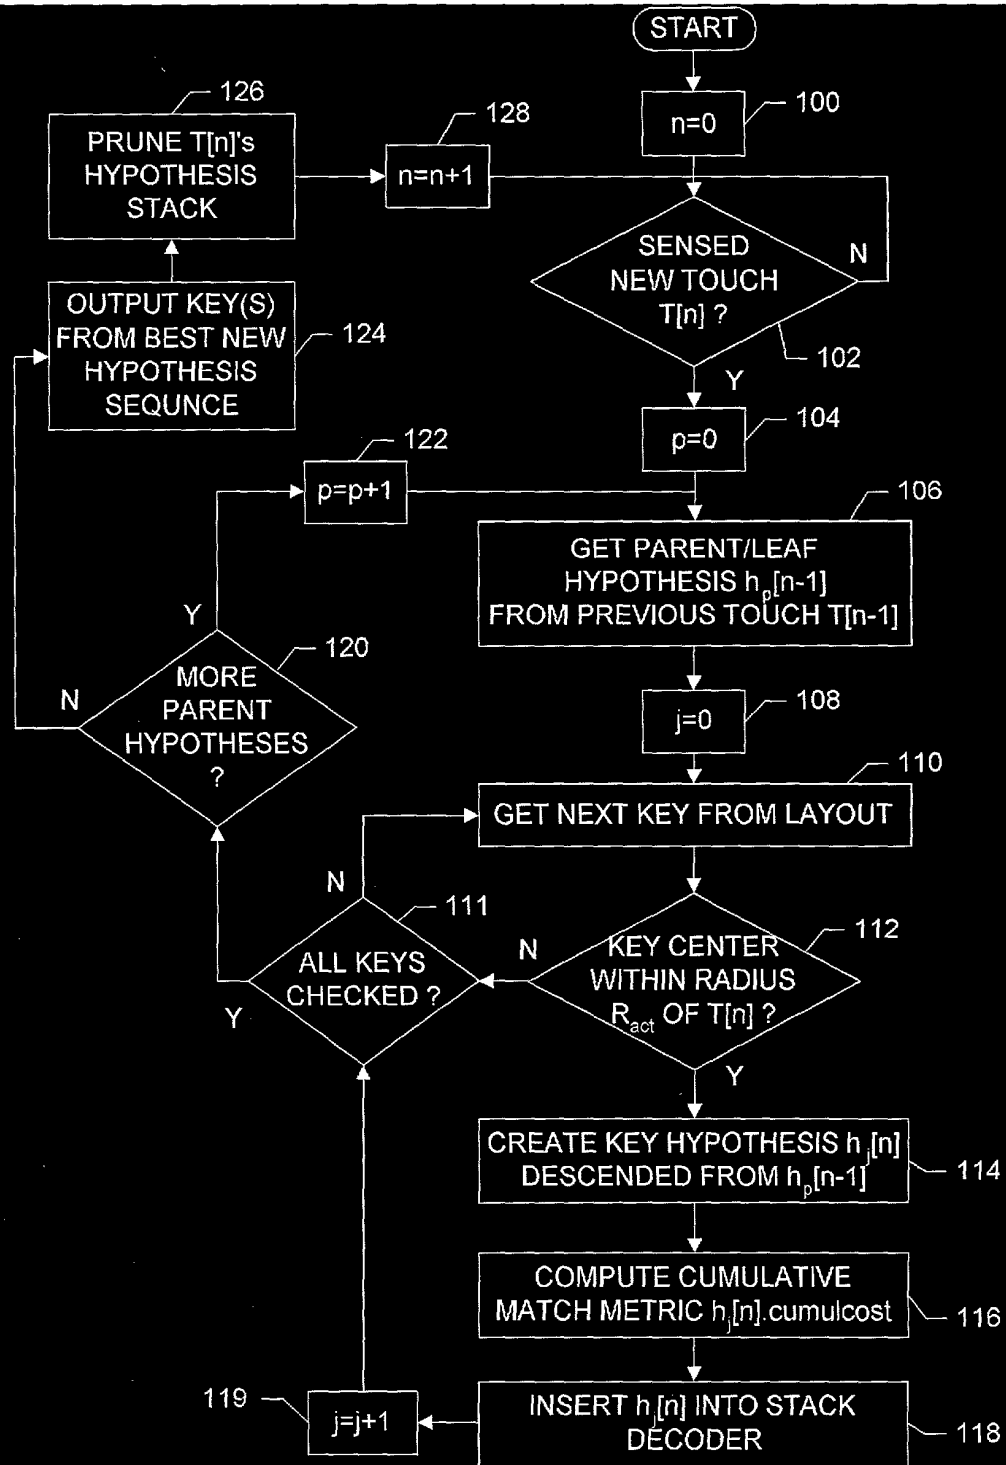 START
100
n=0
126
PRUNE T[n]'s
HYPOTHESIS
STACK
128
n=n+1
SENSED
NEW TOUCH
T[n] ?
N
102
Y
OUTPUT KEY(S)
FROM BEST NEW
HYPOTHESIS
SEQUNCE
124
104
p=0
122
p=p+1
106
GET PARENT/LEAF
HYPOTHESIS hp[n-1]
FROM PREVIOUS TOUCH T[n-1]
Y
120
N
MORE
PARENT
HYPOTHESES
?
108
j=0
110
GET NEXT KEY FROM LAYOUT
N
111
ALL KEYS
CHECKED ?
Y
N
112
KEY CENTER
WITHIN RADIUS
Ract OF T[n] ?
Y
CREATE KEY HYPOTHESIS hj[n]
DESCENDED FROM hp[n-1]
114
COMPUTE CUMULATIVE
MATCH METRIC hj[n].cumulcost
116
119
j=j+1
INSERT hj[n] INTO STACK
DECODER
118